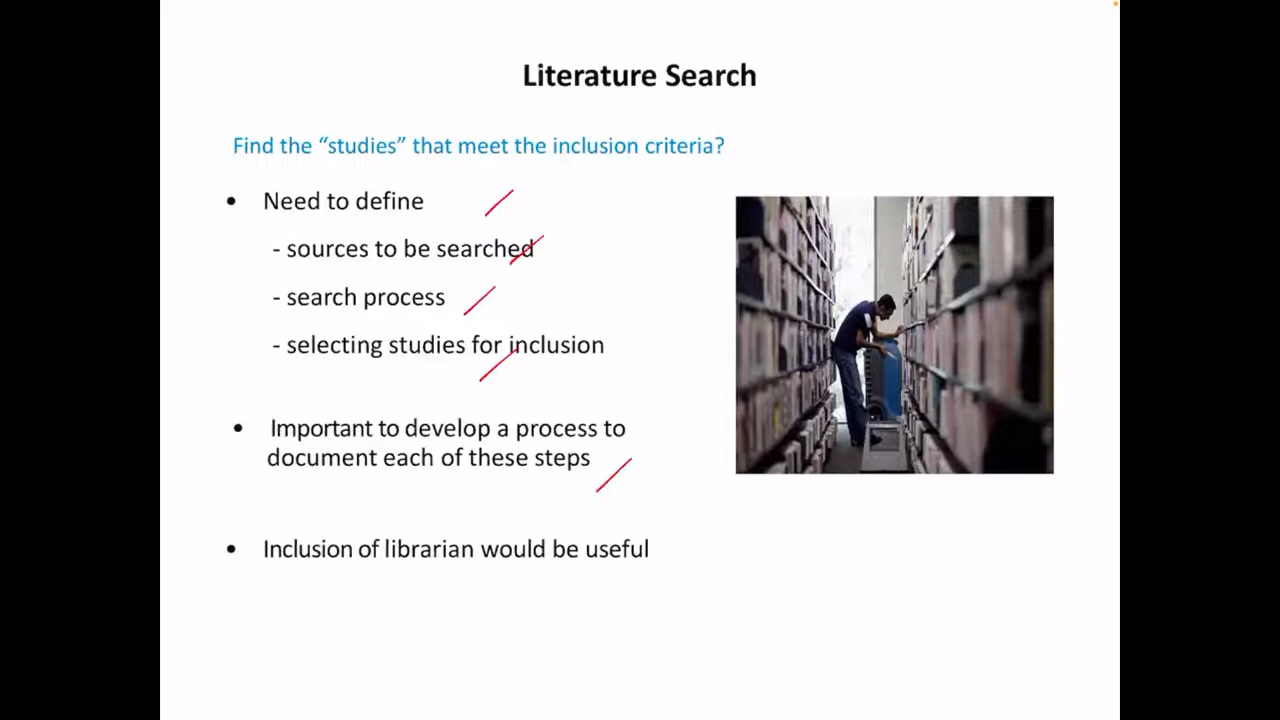 Literature Search
Find the “studies” that meet the inclusion criteria?
• Need to define
- sources to be searched
- search process
- selecting studies for inclusion
• Important to develop a process to
document each of these steps
• Inclusion of librarian would be useful